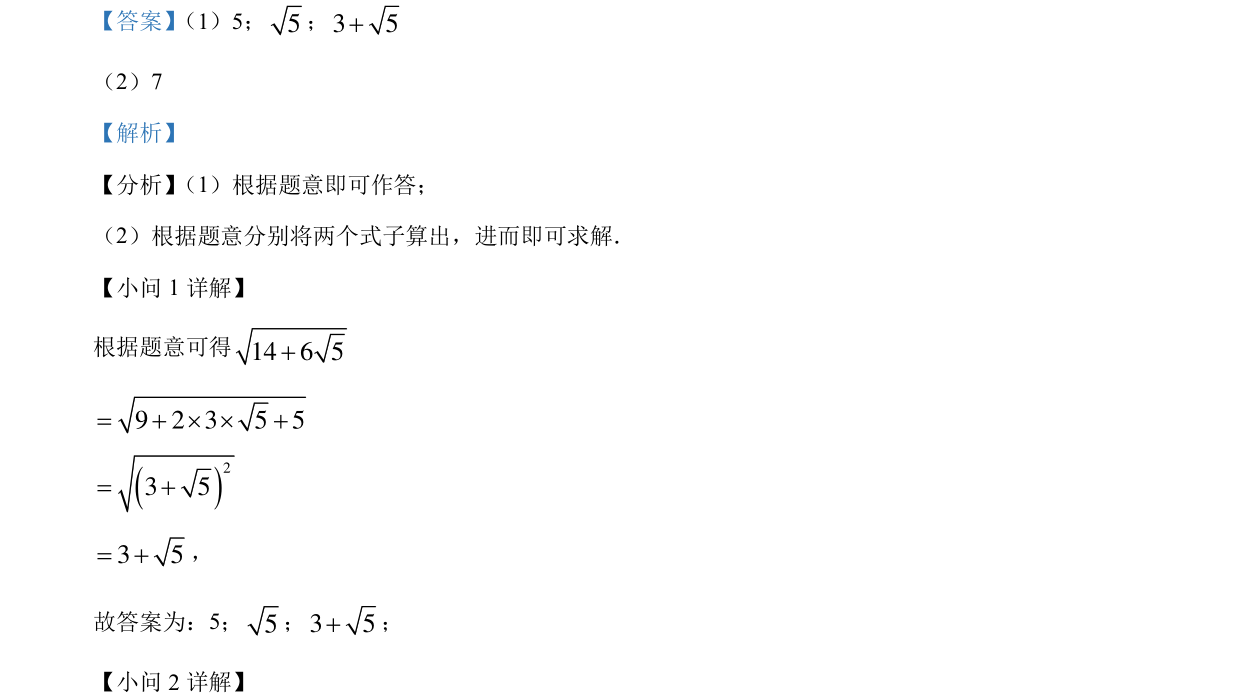 【答案】（1）5；√5；3+√5
（2）7
【解析】
【分析】（1）根据题意即可作答；
（2）根据题意分别将两个式子算出，进而即可求解．
【小问 1 详解】
根据题意可得√(14+6√5)
=√(9+2×3×√5+5)
=√((3+√5)²)
=3+√5，
故答案为：5；√5；3+√5；
【小问 2 详解】